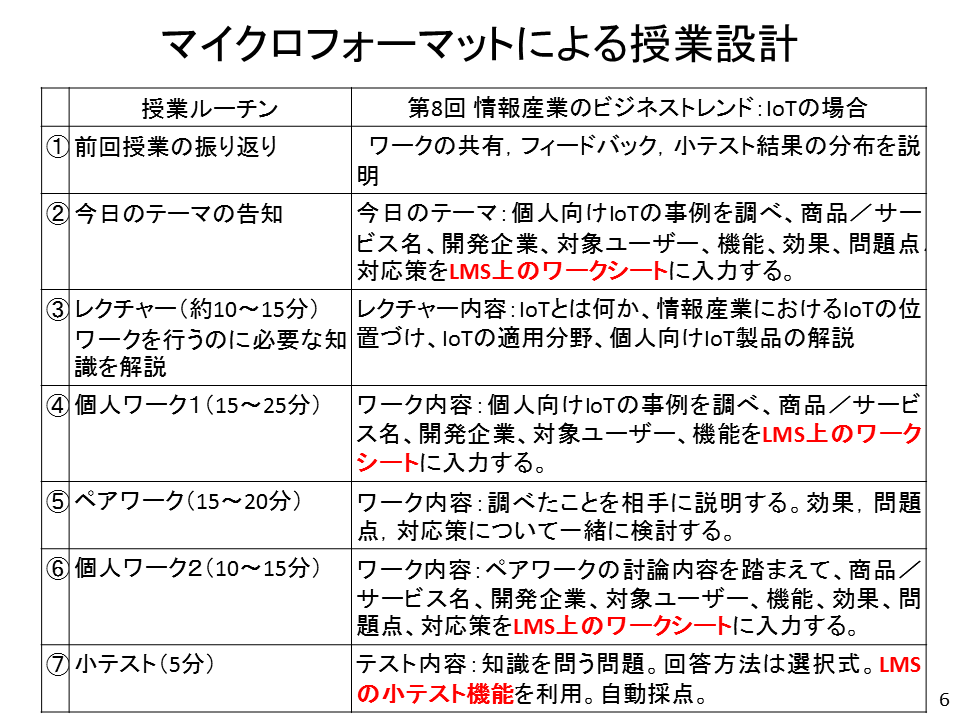 マイクロフォーマットによる授業設計
授業ルーチン
第8回 情報産業のビジネストレンド：IoTの場合
① 前回授業の振り返り
ワークの共有，フィードバック，小テスト結果の分布を説
明
② 今日のテーマの告知
今日のテーマ：個人向けIoTの事例を調べ、商品／サー
ビス名、開発企業、対象ユーザー、機能、効果、問題点、
対応策をLMS上のワークシートに入力する。
③ レクチャー（約10～15分）
ワークを行うのに必要な知
識を解説
レクチャー内容：IoTとは何か、情報産業におけるIoTの位
置づけ、IoTの適用分野、個人向けIoT製品の解説
④ 個人ワーク１（15～25分）
ワーク内容：個人向けIoTの事例を調べ、商品／サービ
ス名、開発企業、対象ユーザー、機能をLMS上のワーク
シートに入力する。
⑤ ペアワーク（15～20分）
ワーク内容：調べたことを相手に説明する。効果，問題
点，対応策について一緒に検討する。
⑥ 個人ワーク２（10～15分）
ワーク内容：ペアワークの討論内容を踏まえて、商品／
サービス名、開発企業、対象ユーザー、機能、効果、問
題点、対応策をLMS上のワークシートに入力する。
⑦ 小テスト（5分）
テスト内容：知識を問う問題。回答方法は選択式。LMS
の小テスト機能を利用。自動採点。
6